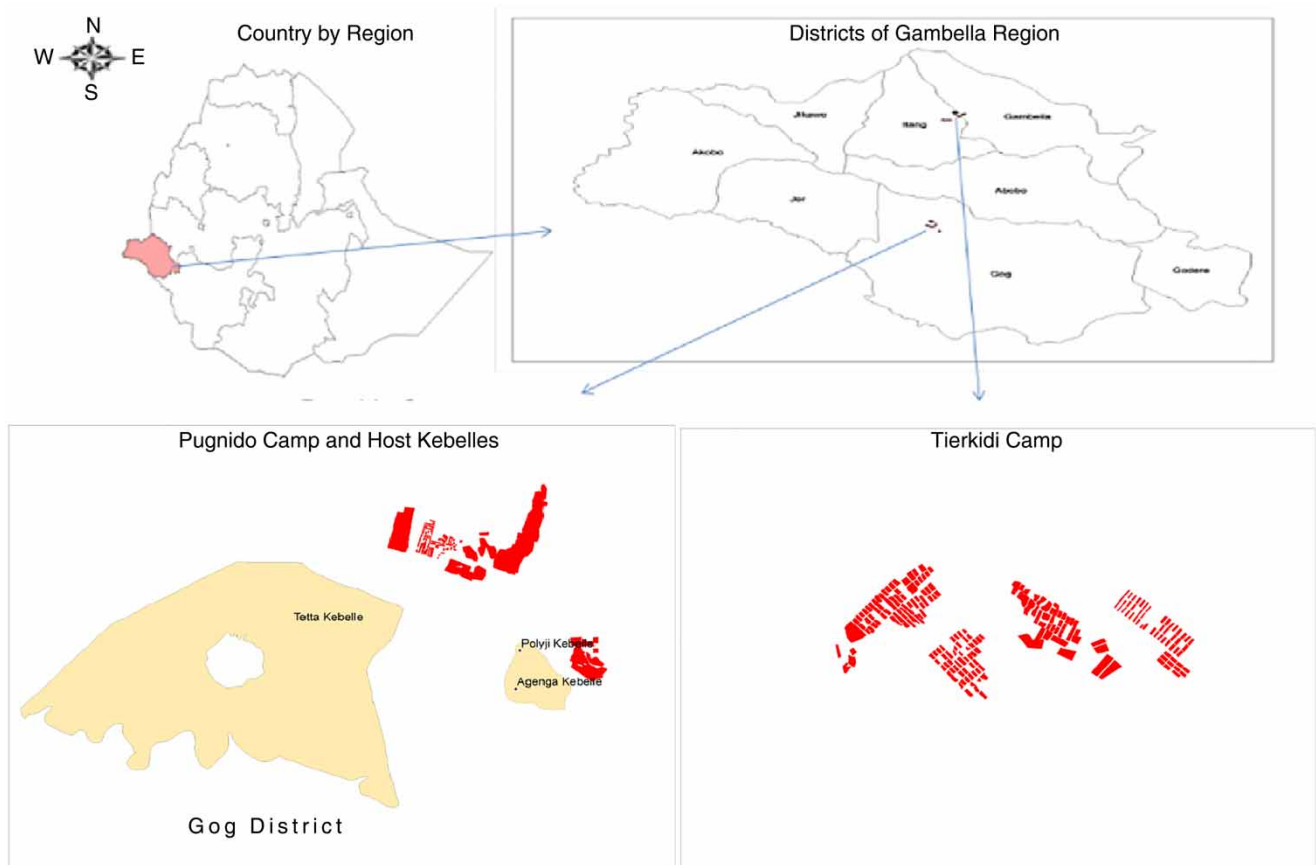 N
W E
S
Country by Region
Districts of Gambella Region
Jikawo
Itang
Gambella
Akobo
Jor
Abobo
Gog
Godere
Pugnido Camp and Host Kebelles
Tetta Kebelle
Polyji Kebelle
Agenga Kebelle
Gog District
Tierkidi Camp